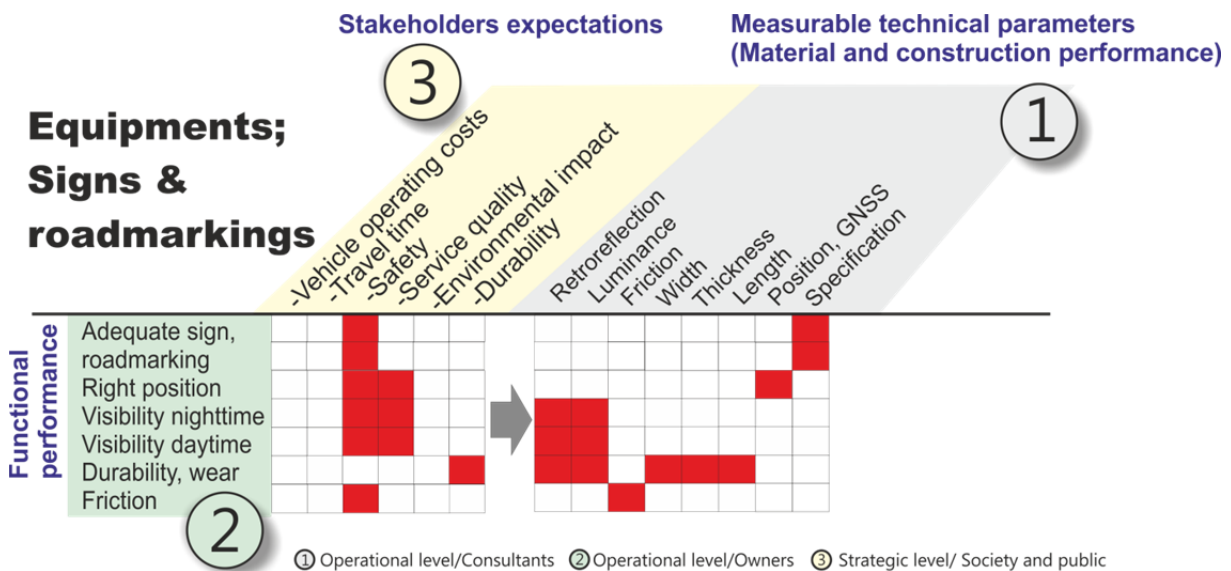 Stakeholders expectations
Measurable technical parameters
(Material and construction performance)
3
1
Equipments;
Signs &
roadmarkings
-Vehicle operating costs
-Travel time
-Safety
-Service quality
-Environmental impact
-Durability
Retroreflection
Luminance
Friction
Width
Thickness
Length
Position, GNSS
Specification
Functional
performance
Adequate sign,
roadmarking
Right position
Visibility nighttime
Visibility daytime
Durability, wear
Friction
2
1 Operational level/Consultants 2 Operational level/Owners 3 Strategic level/ Society and public